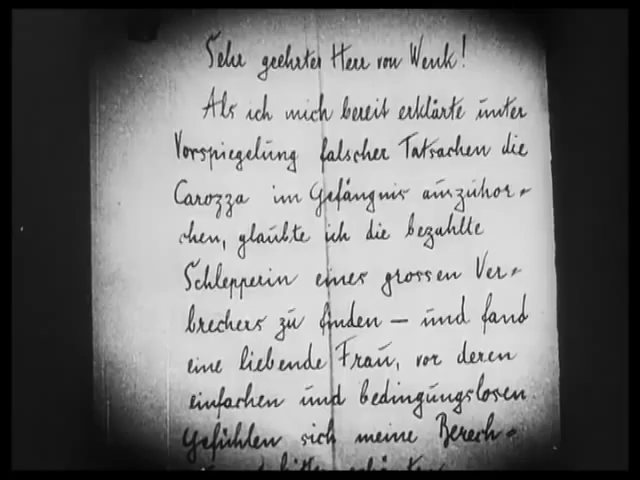 Sehr geehrter Herr von Wenk!
Als ich mich bereit erklärte unter
Vorspiegelung falscher Tatsachen die
Carozza im Gefängnis auszuhor-
chen, glaubte ich die bezahlte
Schlepperin eines grossen Ver-
brechers zu finden — und fand
eine liebende Frau, vor deren
einfachen und bedingungslosen
Gefühlen sich meine Berech-